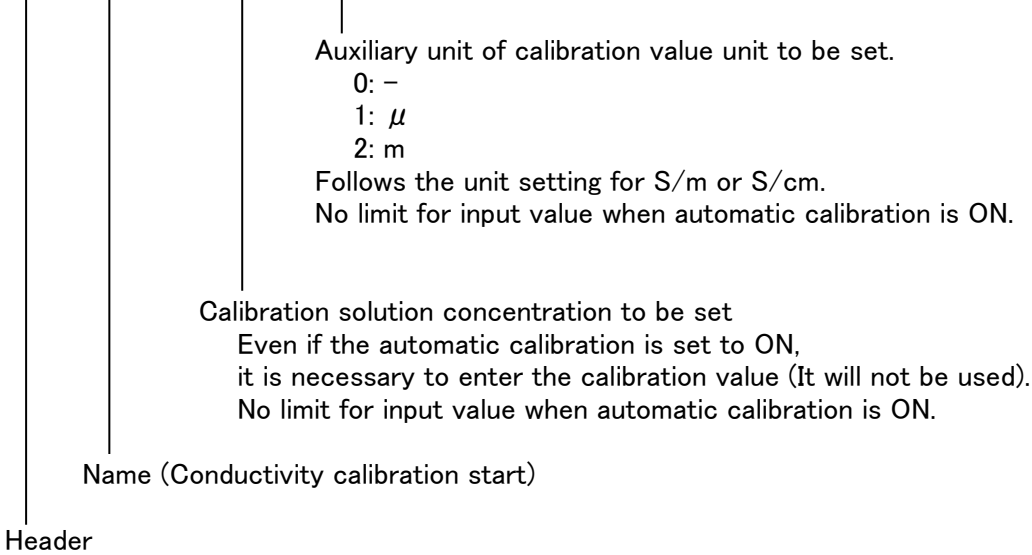 Auxiliary unit of calibration value unit to be set.
0: −
1: μ
2: m
Follows the unit setting for S/m or S/cm.
No limit for input value when automatic calibration is ON.
Calibration solution concentration to be set
Even if the automatic calibration is set to ON,
it is necessary to enter the calibration value (It will not be used).
No limit for input value when automatic calibration is ON.
Name (Conductivity calibration start)
Header